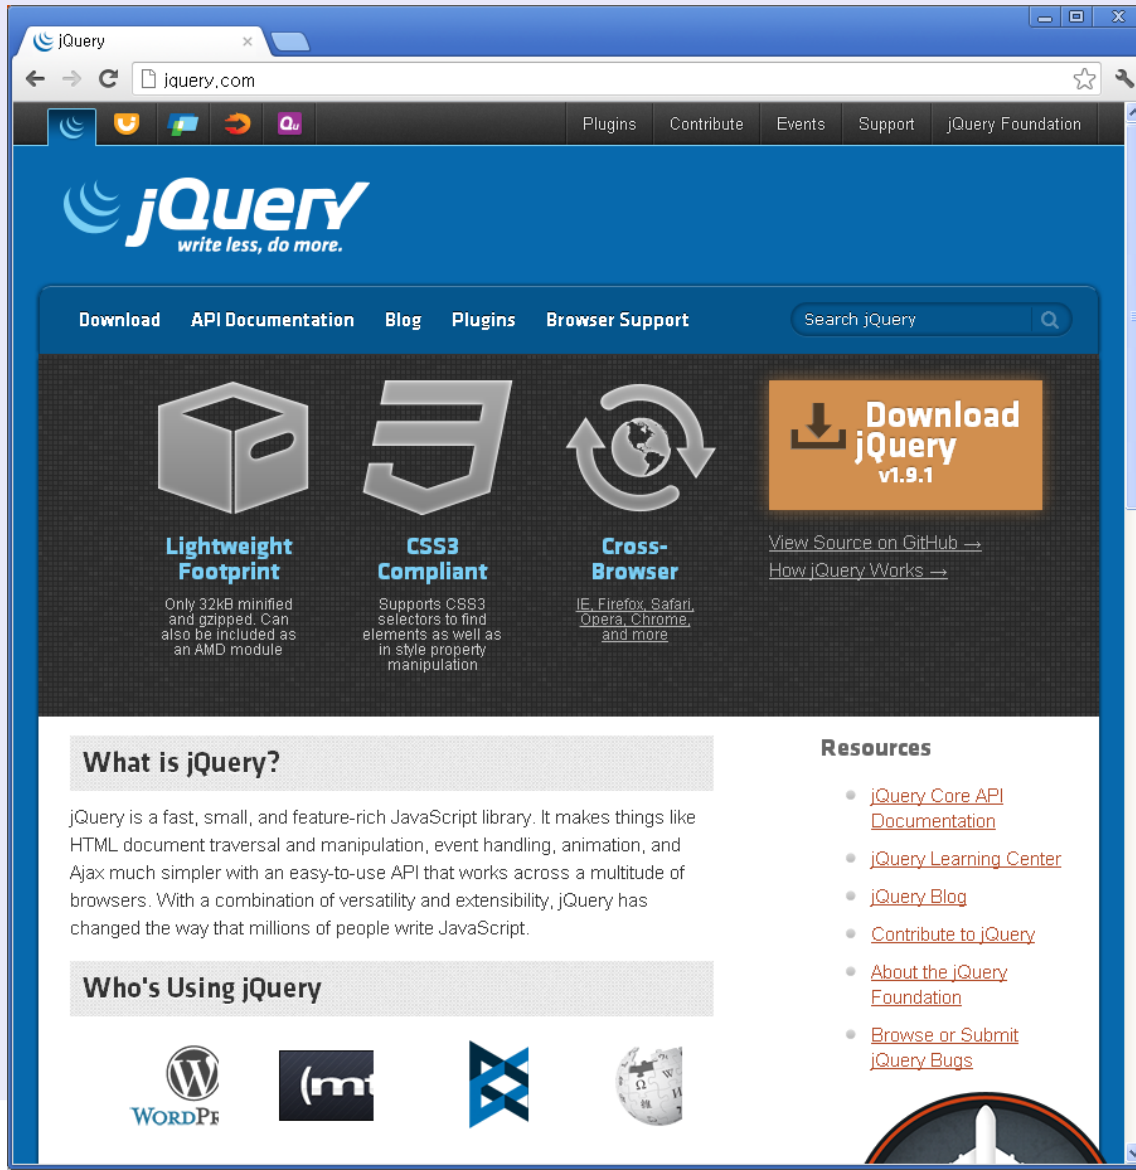 jQuery
jquery.com
Plugins Contribute Events Support jQuery Foundation
jQuery
write less, do more.
Download API Documentation Blog Plugins Browser Support Search jQuery
Lightweight
Footprint
Only 32kB minified
and gzipped. Can
also be included as
an AMD module
CSS3
Compliant
Supports CSS3
selectors to find
elements as well as
in style property
manipulation
Cross-
Browser
IE, Firefox, Safari,
Opera, Chrome,
and more
Download
jQuery
v1.9.1
View Source on GitHub →
How jQuery Works →
What is jQuery?
jQuery is a fast, small, and feature-rich JavaScript library. It makes things like
HTML document traversal and manipulation, event handling, animation, and
Ajax much simpler with an easy-to-use API that works across a multitude of
browsers. With a combination of versatility and extensibility, jQuery has
changed the way that millions of people write JavaScript.
Who's Using jQuery
WORDPR
(mt
Resources
jQuery Core API
Documentation
jQuery Learning Center
jQuery Blog
Contribute to jQuery
About the jQuery
Foundation
Browse or Submit
jQuery Bugs